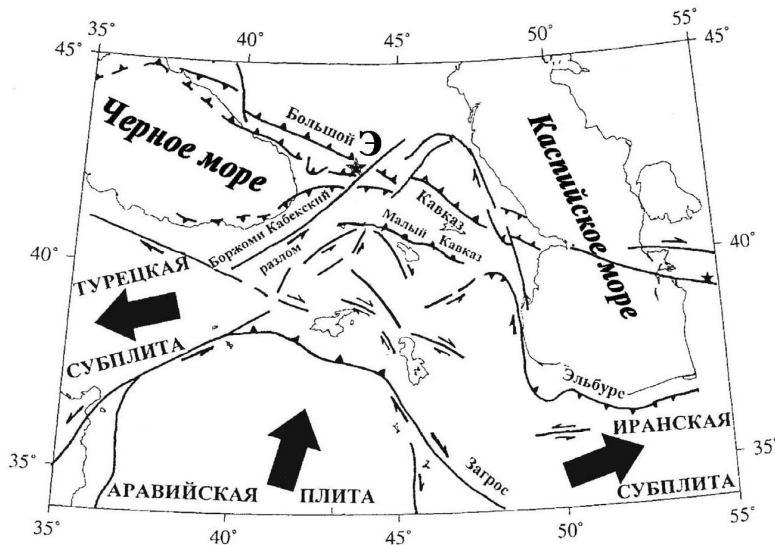 35°
40°
45°
50°
55°
45°
45°
Большой
Э
Черное море
Каспийское море
Кавказ
Боржоми Кабекский
разлом
Малый Кавказ
40°
40°
ТУРЕЦКАЯ
СУБПЛИТА
Эльбурс
ИРАНСКАЯ
СУБПЛИТА
35°
35°
АРАВИЙСКАЯ ПЛИТА
Загрос
35°
40°
45°
50°
55°